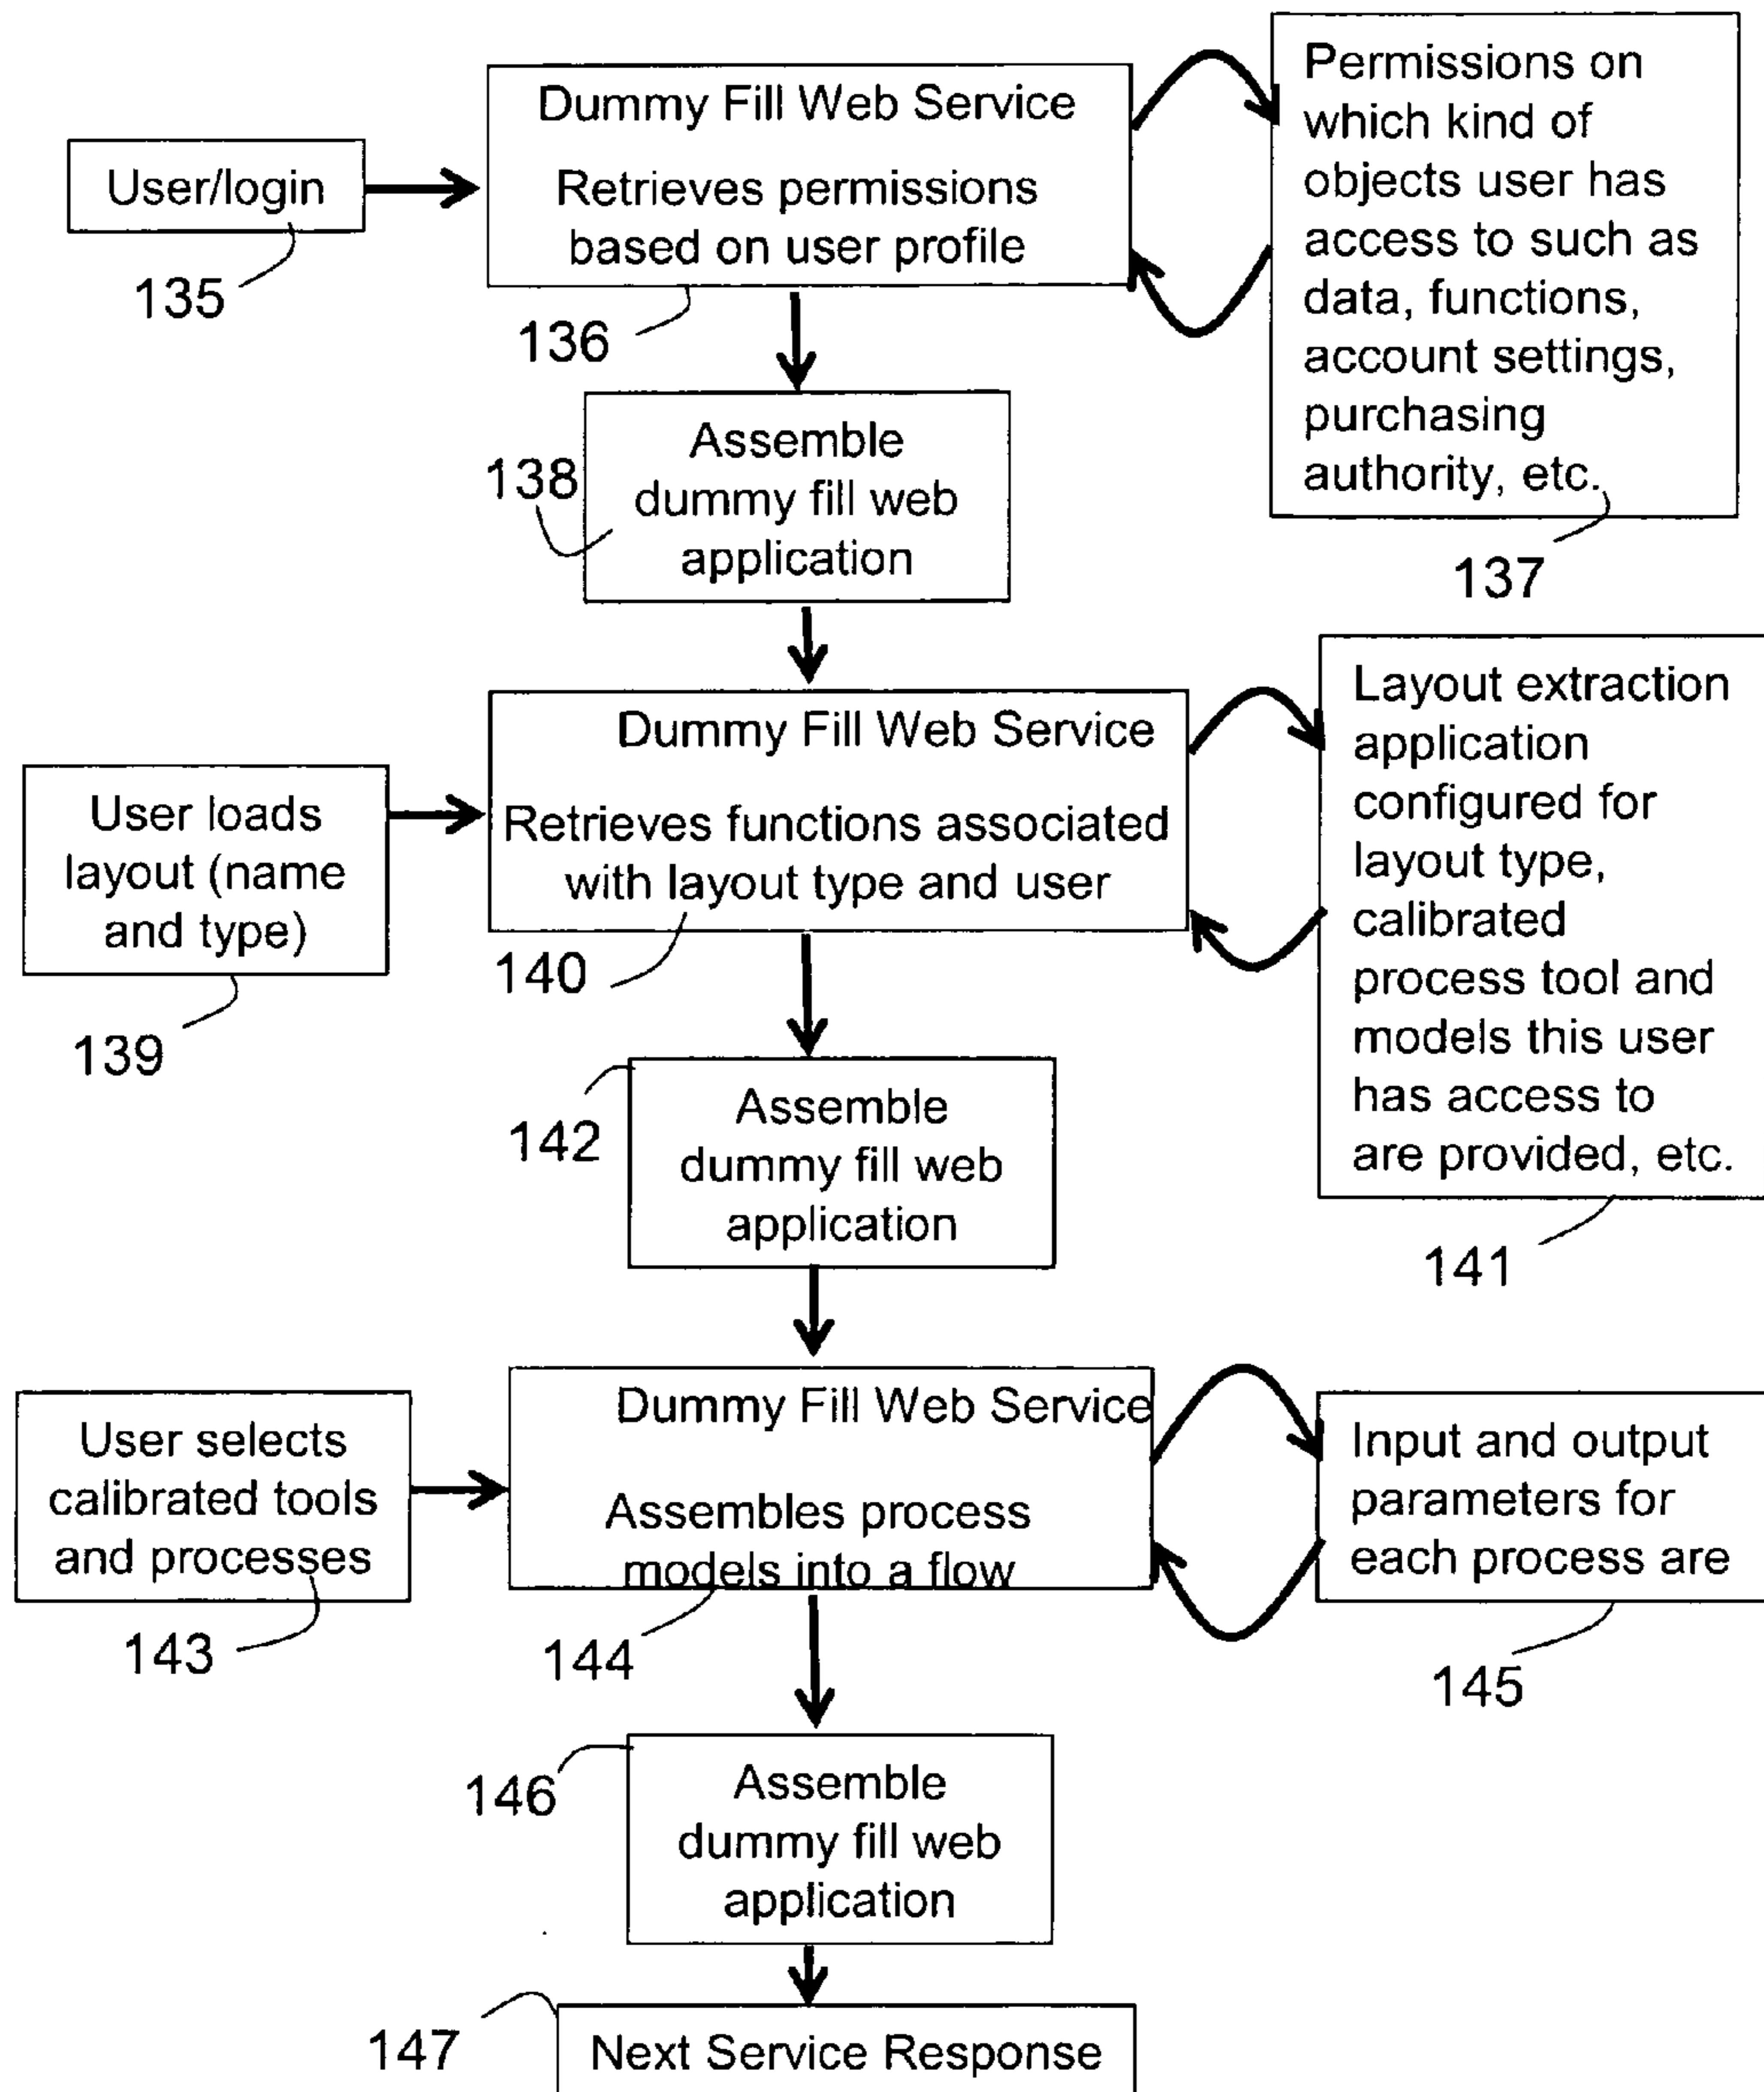 User/login
135
Dummy Fill Web Service
Retrieves permissions
based on user profile
136
Permissions on
which kind of
objects user has
access to such as
data, functions,
account settings,
purchasing
authority, etc.
137
138
Assemble
dummy fill web
application
User loads
layout (name
and type)
139
Dummy Fill Web Service
Retrieves functions associated
with layout type and user
140
Layout extraction
application
configured for
layout type,
calibrated
process tool and
models this user
has access to
are provided, etc.
141
142
Assemble
dummy fill web
application
User selects
calibrated tools
and processes
143
Dummy Fill Web Service
Assembles process
models into a flow
144
Input and output
parameters for
each process are
145
146
Assemble
dummy fill web
application
147
Next Service Response